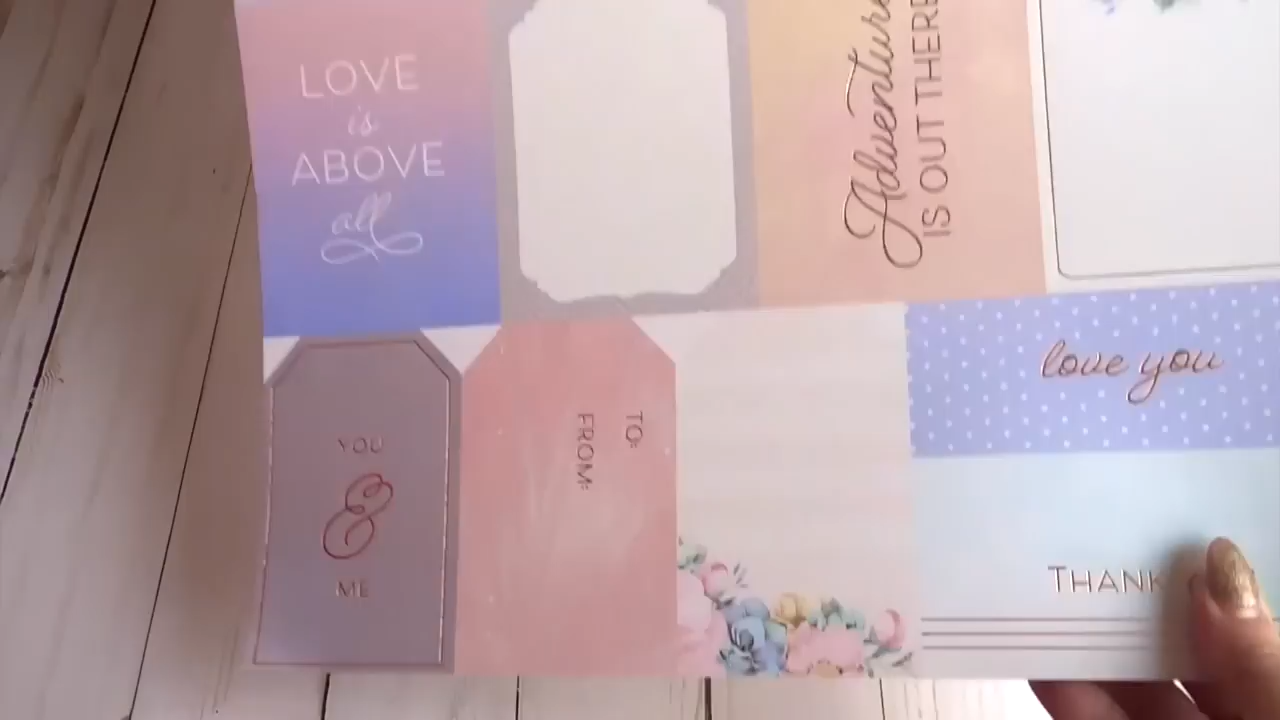 LOVE
is
ABOVE
all
Adventure
IS OUT THERE
love you
YOU
&
ME
TO:
FROM:
THANK